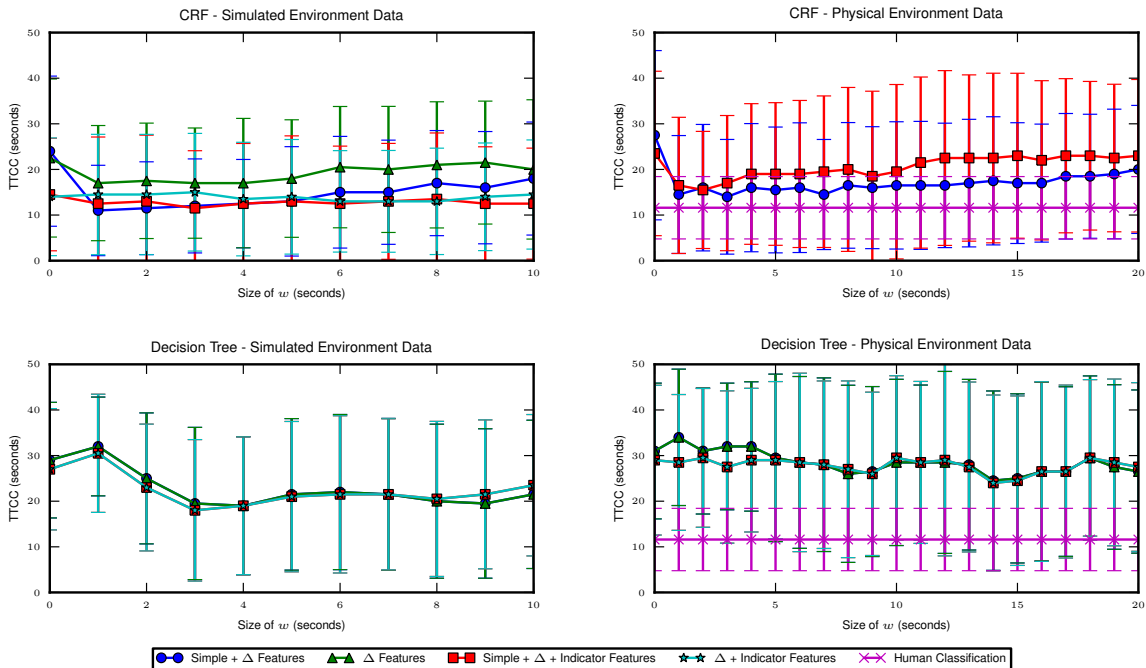 CRF - Simulated Environment Data
50
40
30
20
10
0
TTCC (seconds)
0 2 4 6 8 10
Size of w (seconds)
CRF - Physical Environment Data
50
40
30
20
10
0
TTCC (seconds)
0 5 10 15 20
Size of w (seconds)
Decision Tree - Simulated Environment Data
50
40
30
20
10
0
TTCC (seconds)
0 2 4 6 8 10
Size of w (seconds)
Decision Tree - Physical Environment Data
50
40
30
20
10
0
TTCC (seconds)
0 5 10 15 20
Size of w (seconds)
Simple + Δ Features Δ Features Simple + Δ + Indicator Features Δ + Indicator Features Human Classification